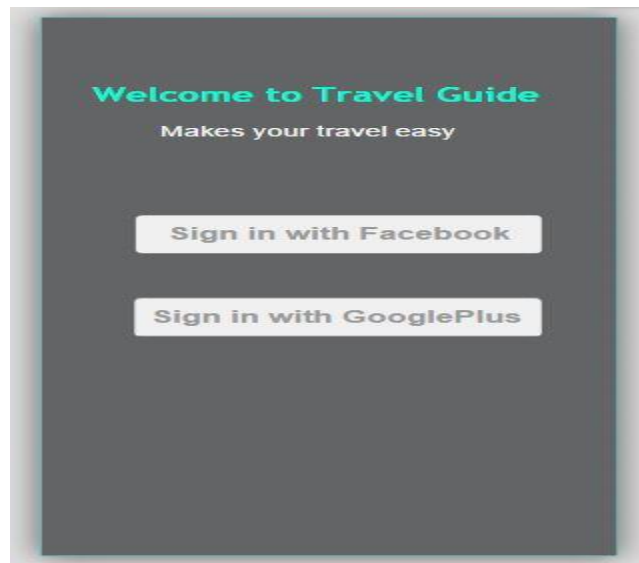 Welcome to Travel Guide
Makes your travel easy
Sign in with Facebook
Sign in with GooglePlus